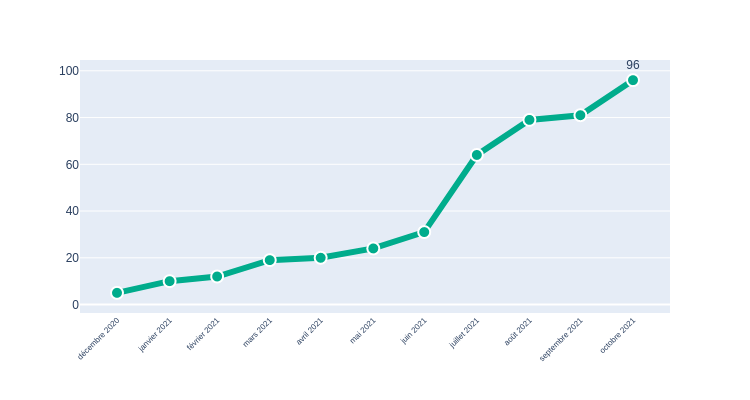 96
100
80
60
40
20
0
décembre 2020
janvier 2021
février 2021
mars 2021
avril 2021
mai 2021
juin 2021
juillet 2021
août 2021
septembre 2021
octobre 2021